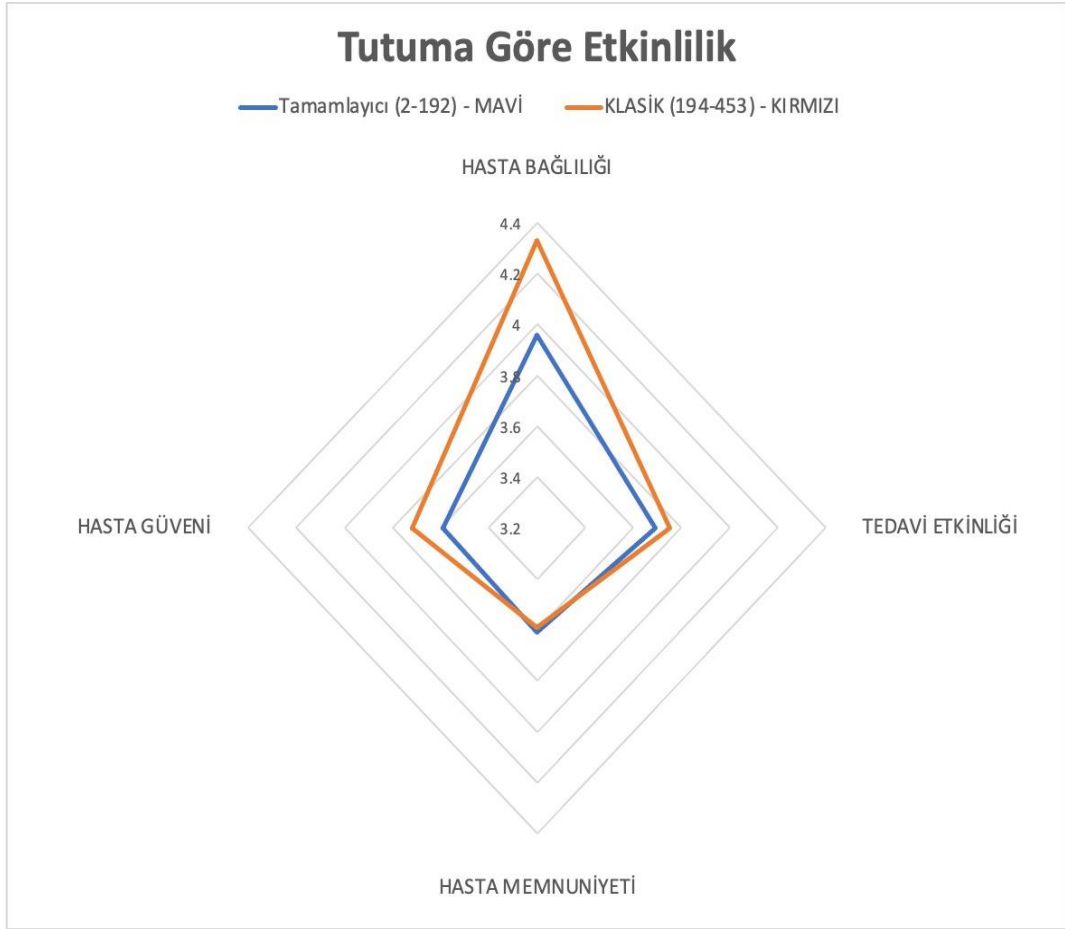 Tutuma Göre Etkinlilik
Tamamlayıcı (2-192) - MAVİ
KLASİK (194-453) - KIRMIZI
HASTA BAĞLILIĞI
4.4
4.2
4
3.8
3.6
3.4
3.2
HASTA GÜVENİ
TEDAVİ ETKİNLİĞİ
HASTA MEMNUNİYETİ